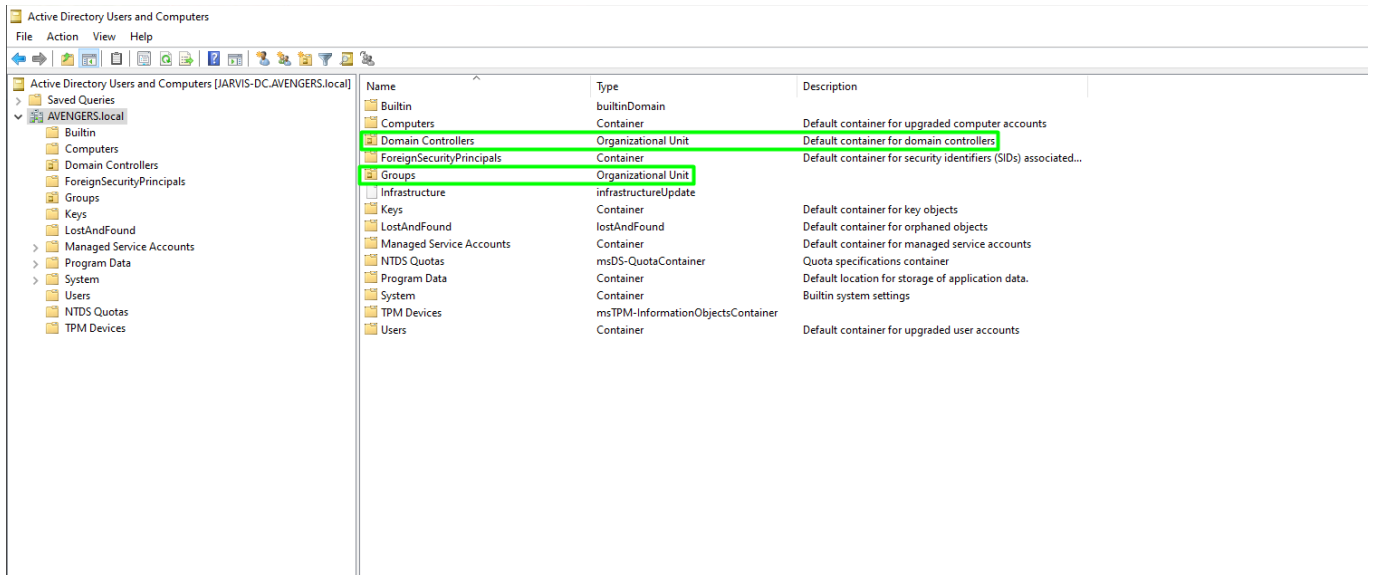 Active Directory Users and Computers
File Action View Help
Active Directory Users and Computers [JARVIS-DC.AVENGERS.local]
Saved Queries
AVENGERS.local
Builtin
Computers
Domain Controllers
ForeignSecurityPrincipals
Groups
Keys
LostAndFound
Managed Service Accounts
Program Data
System
Users
NTDS Quotas
TPM Devices
Name Type Description
Builtin builtinDomain
Computers Container Default container for upgraded computer accounts
Domain Controllers Organizational Unit Default container for domain controllers
ForeignSecurityPrincipals Container Default container for security identifiers (SIDs) associated...
Groups Organizational Unit
Infrastructure infrastructureUpdate
Keys Container Default container for key objects
LostAndFound lostAndFound Default container for orphaned objects
Managed Service Accounts Container Default container for managed service accounts
NTDS Quotas msDS-QuotaContainer Quota specifications container
Program Data Container Default location for storage of application data.
System Container Builtin system settings
TPM Devices msTPM-InformationObjectsContainer
Users Container Default container for upgraded user accounts